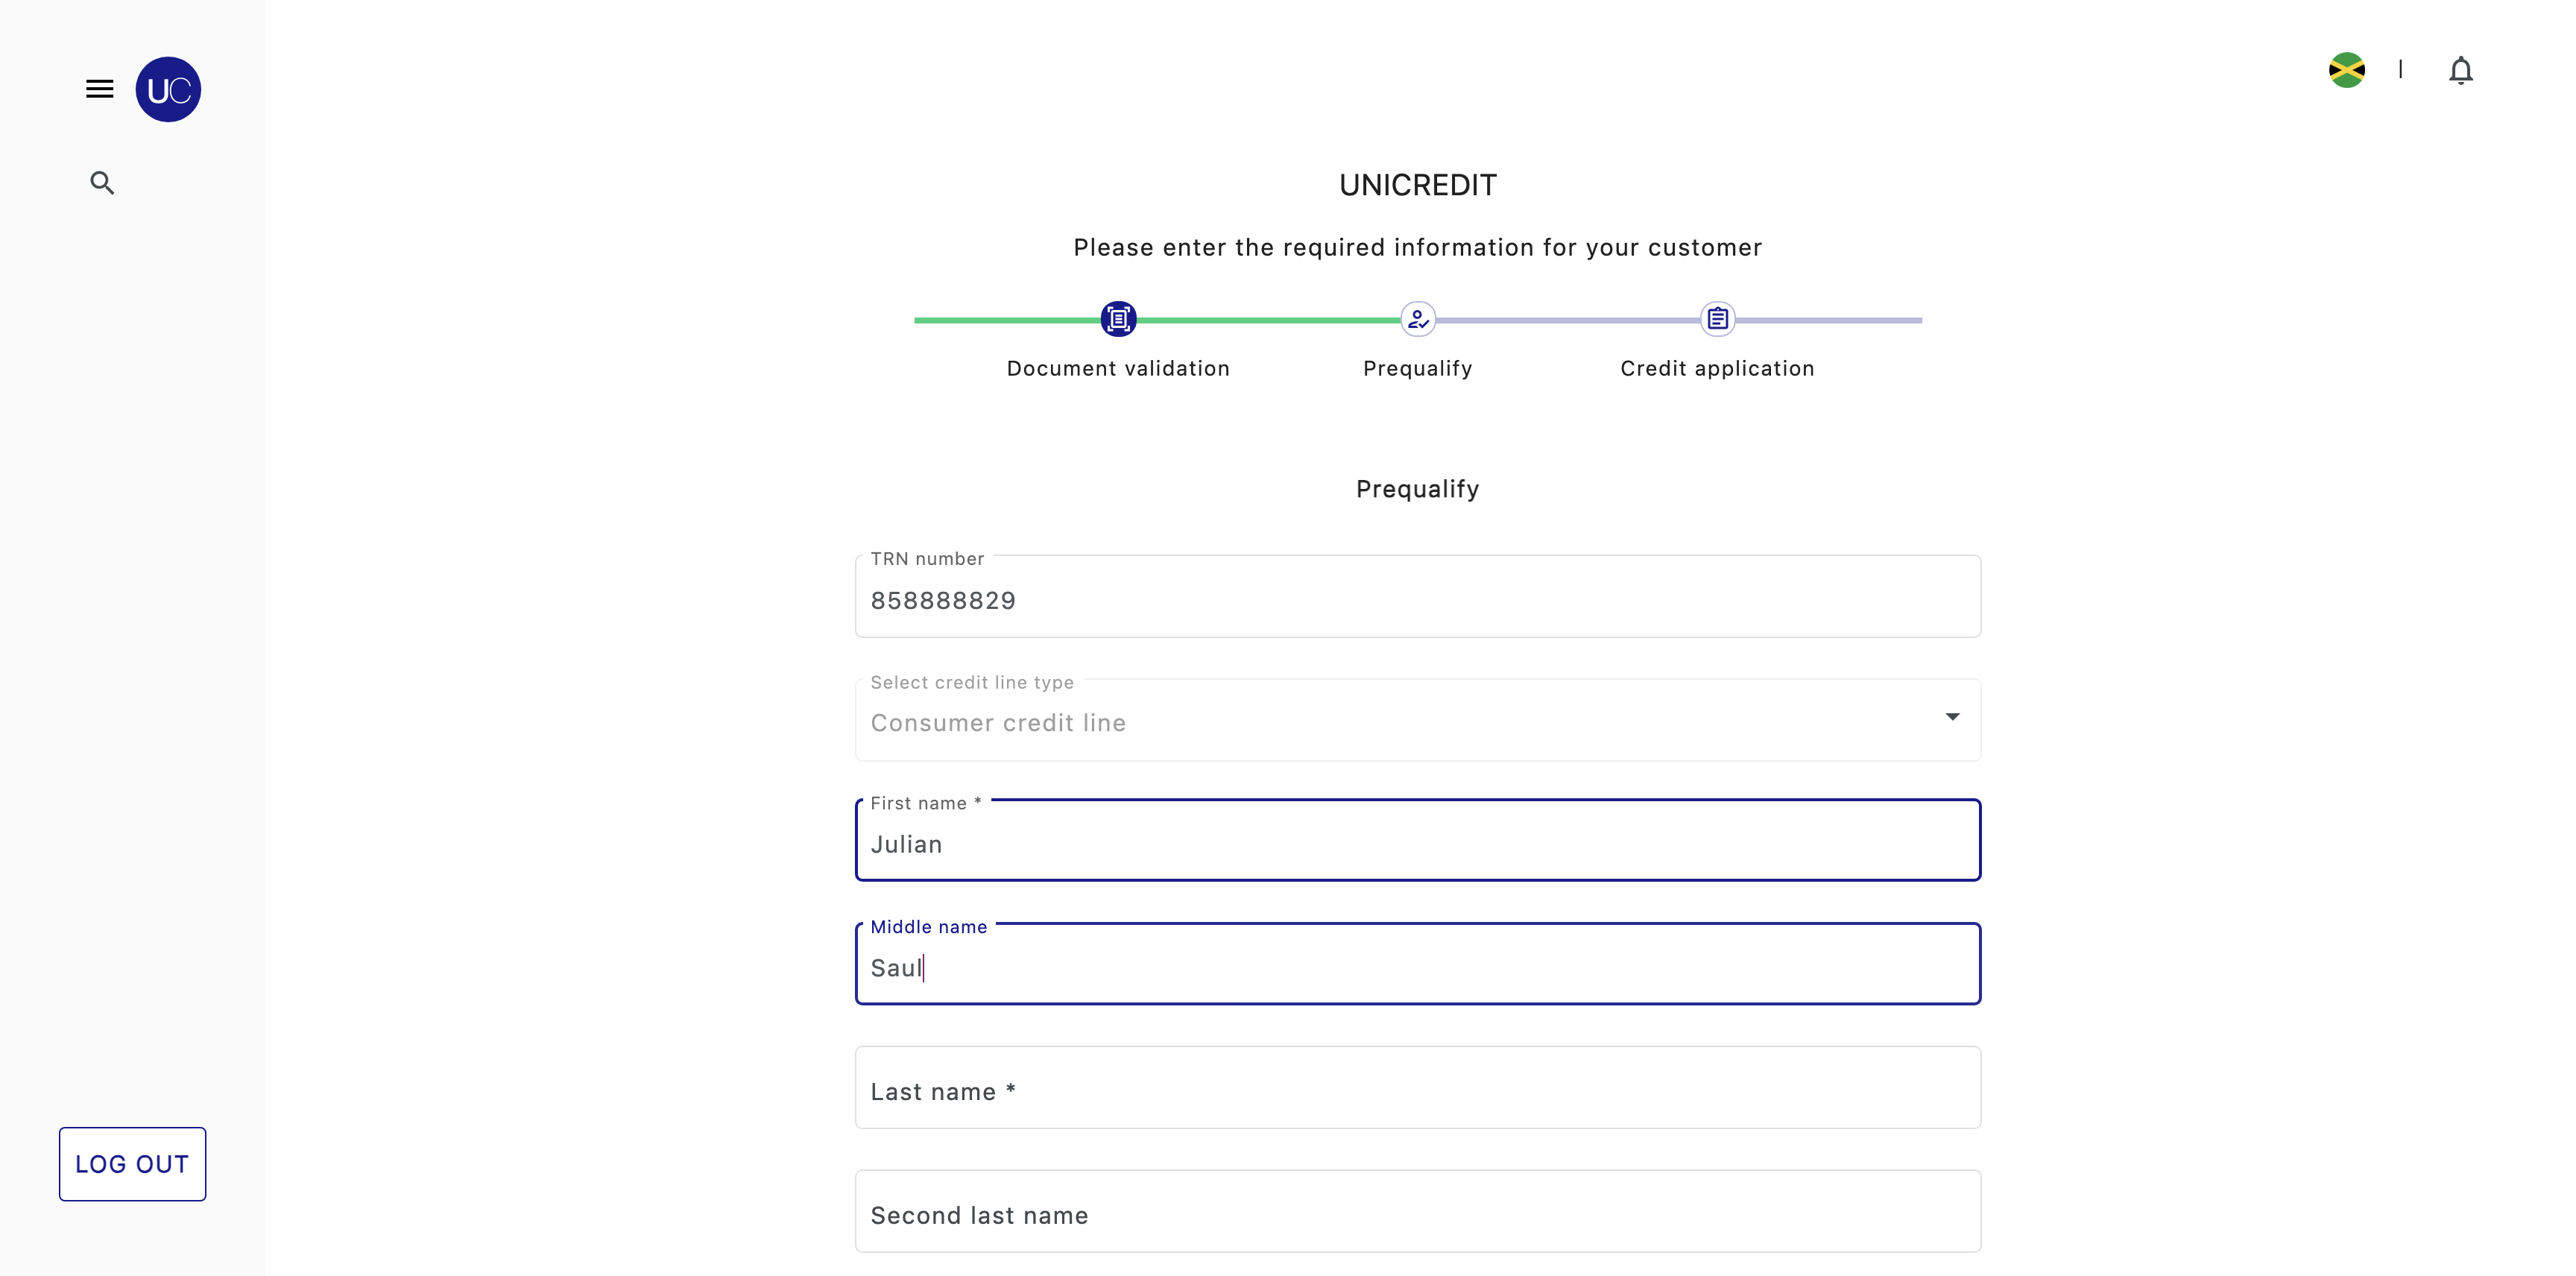 UC
UNICREDIT
Please enter the required information for your customer
Document validation
Prequalify
Credit application
Prequalify
TRN number
858888829
Select credit line type
Consumer credit line
First name *
Julian
Middle name
Saul
Last name *
Second last name
LOG OUT